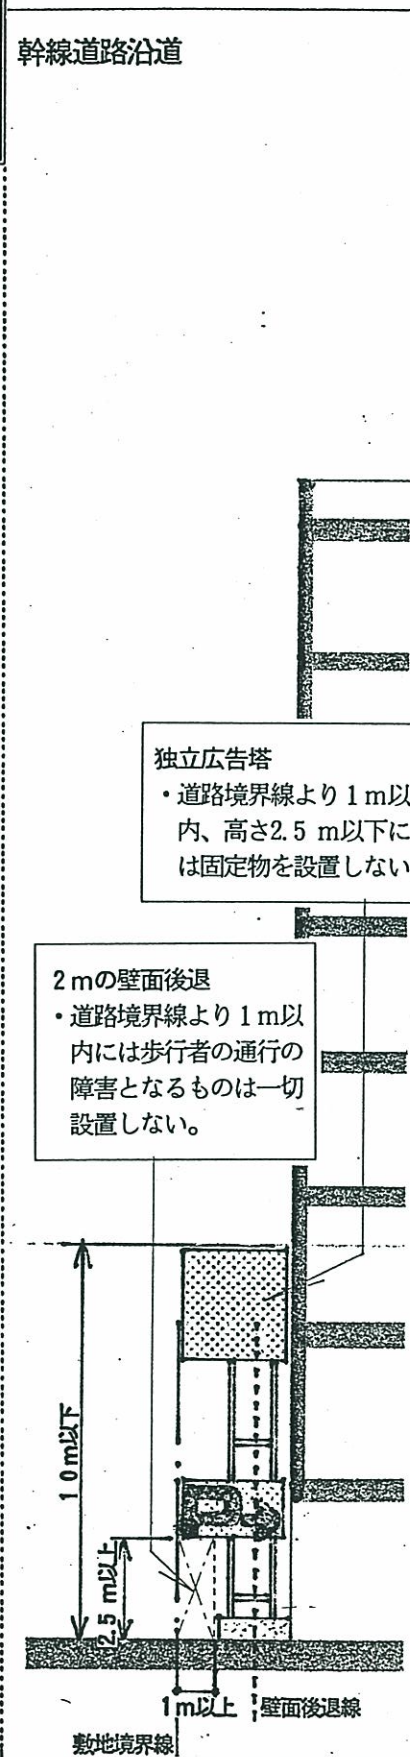 幹線道路沿道
独立広告塔
・道路境界線より1m以
内、高さ2.5 m以下に
は固定物を設置しない
2mの壁面後退
・道路境界線より1m以
内には歩行者の通行の
障害となるものは一切
設置しない。
10m以下
2.5 m以上
1m以上
壁面後退線
敷地境界線